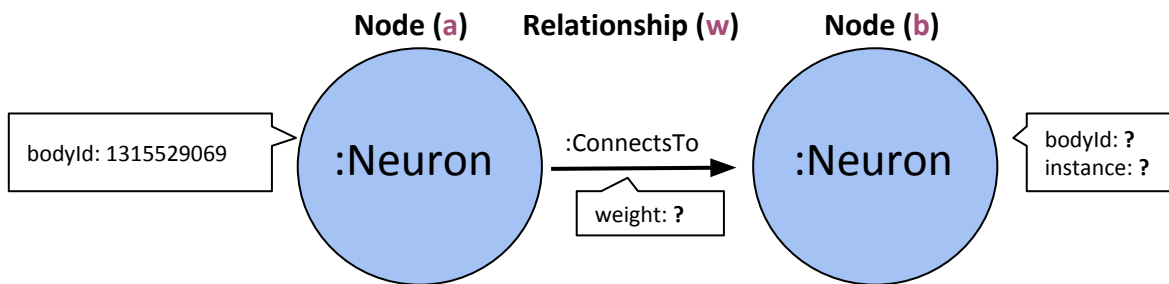 Node (a)
Relationship (w)
Node (b)
bodyId: 1315529069
:Neuron
:ConnectsTo
weight: ?
:Neuron
bodyId: ?
instance: ?